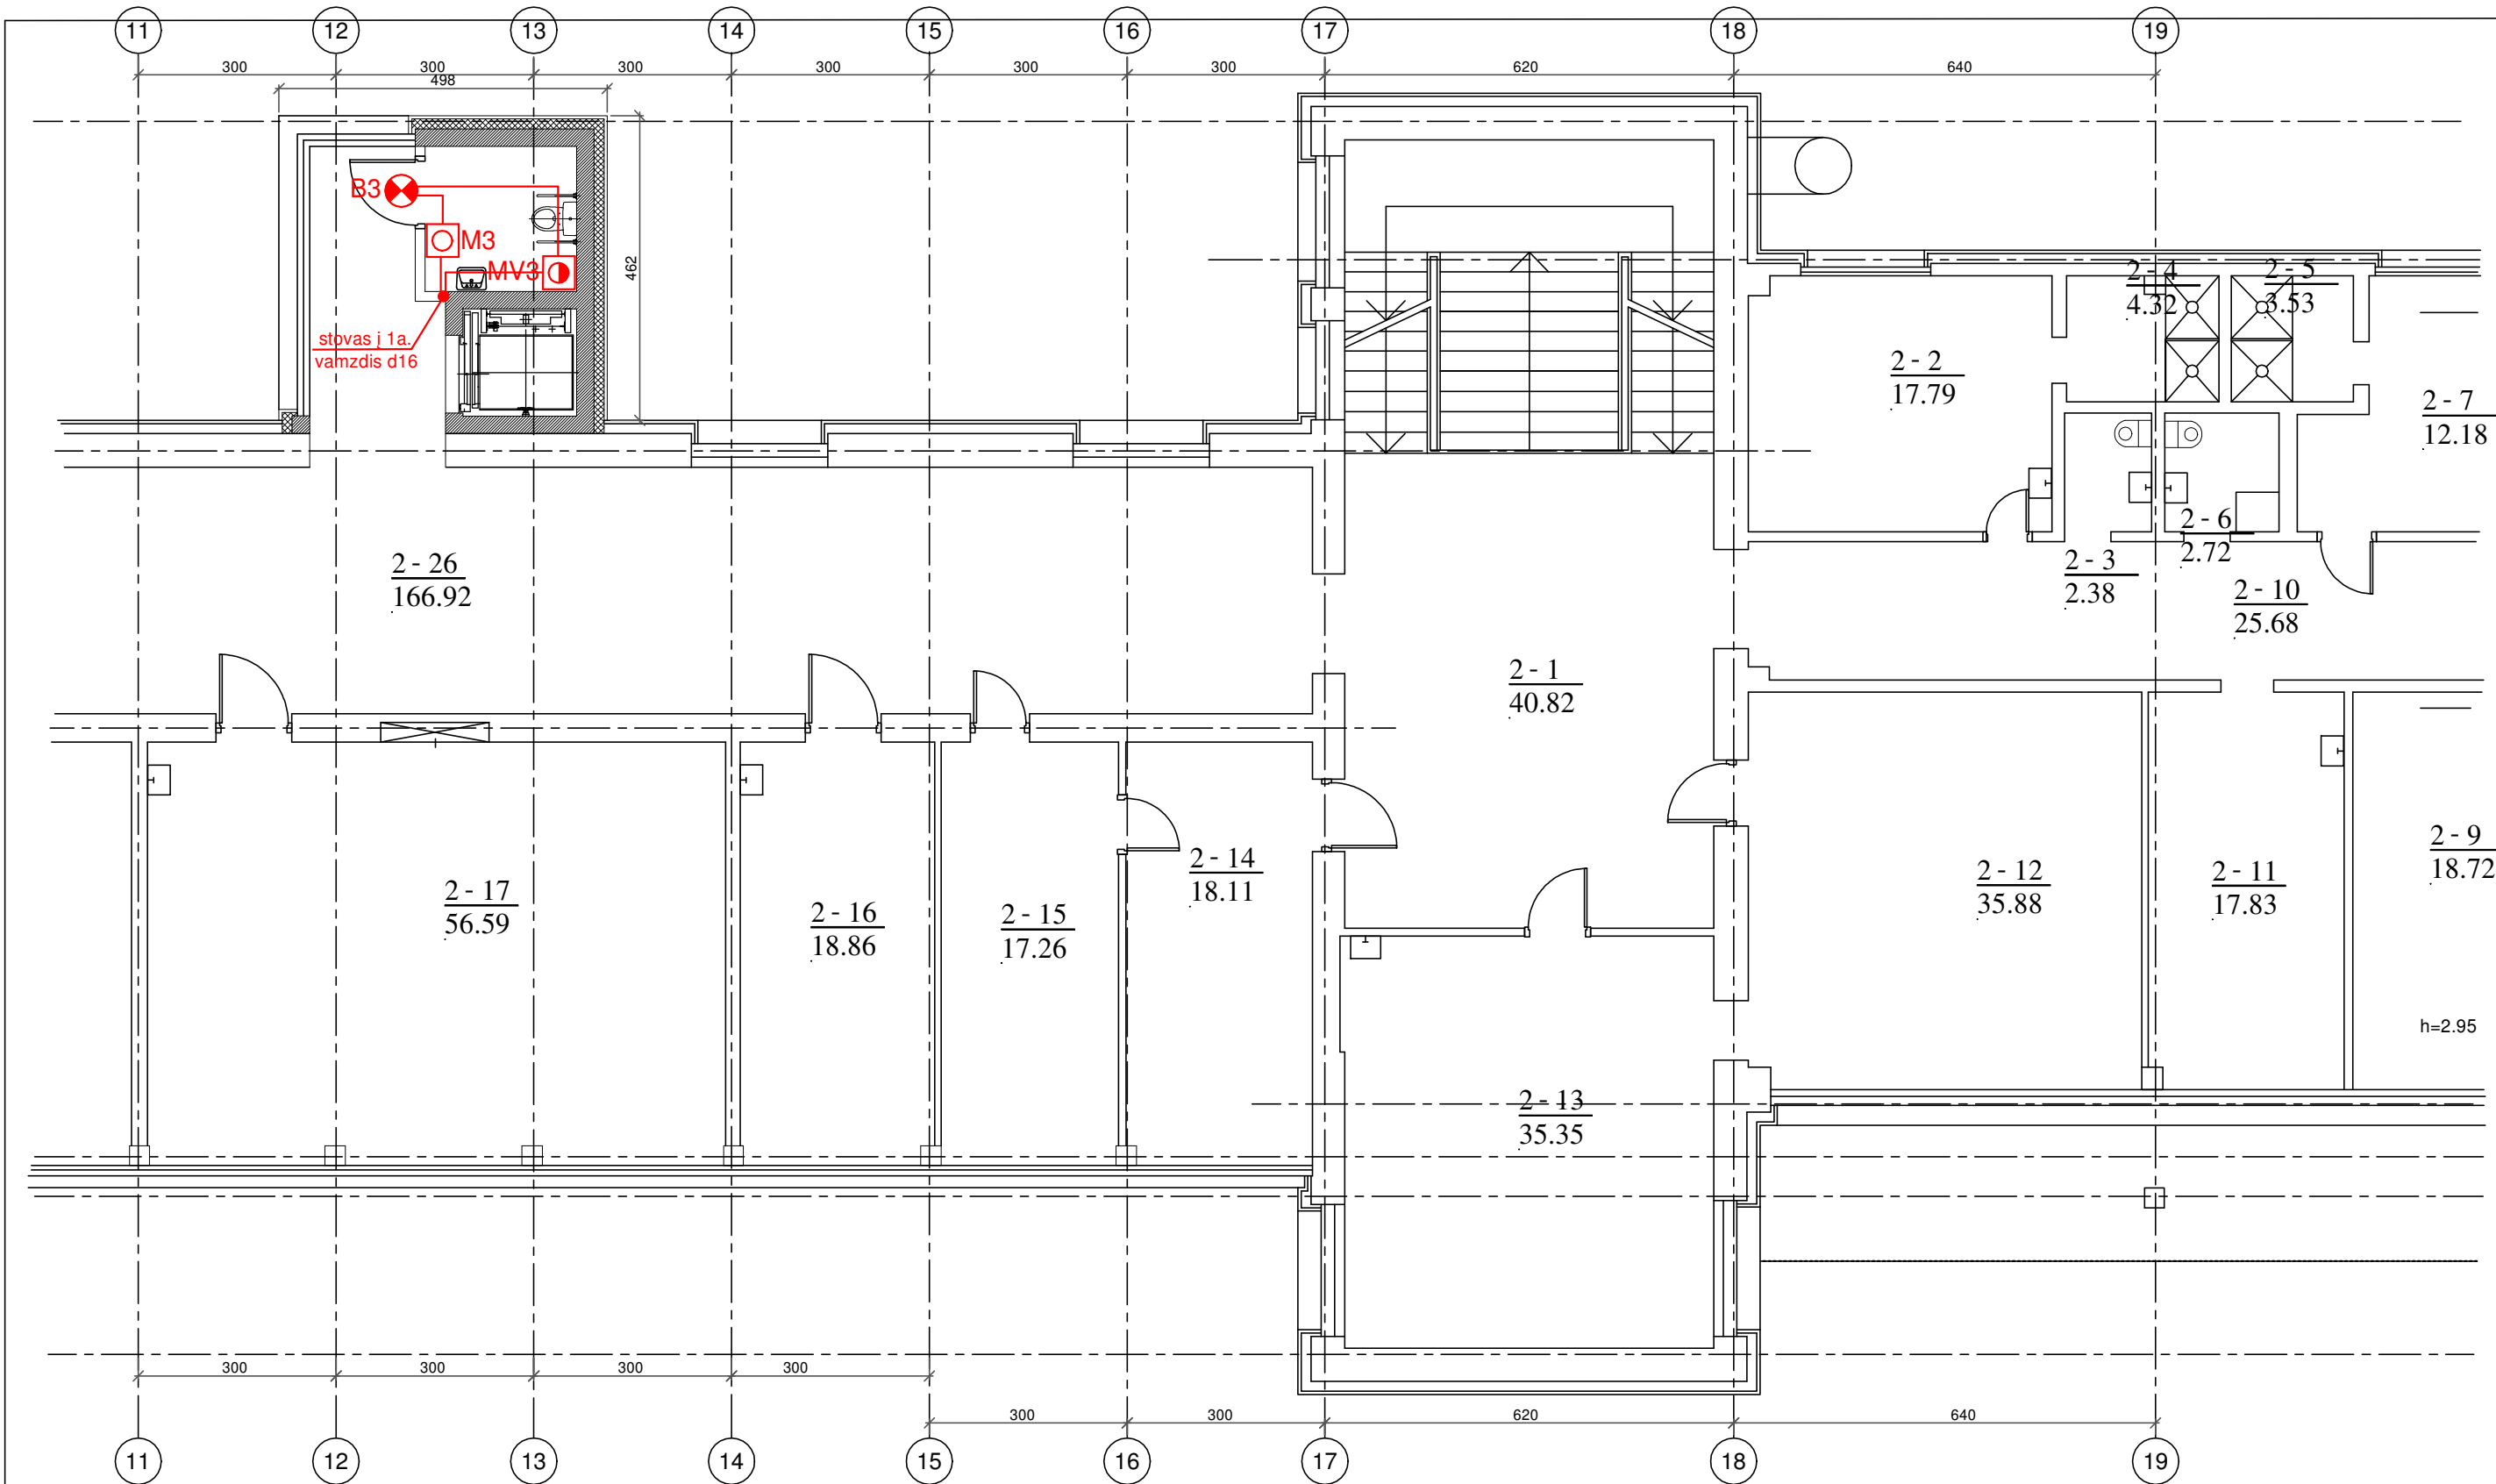 11 12 13 14 15 16 17 18 19
300 300 300 300 300 300 620 640
498
462
B3
M3
MV3
stovas į 1a.
vamzdis d16
2 - 4
4.32
2 - 5
3.53
2 - 2
17.79
2 - 7
12.18
2 - 6
2.72
2 - 3
2.38
2 - 10
25.68
2 - 26
166.92
2 - 1
40.82
2 - 9
18.72
2 - 14
18.11
2 - 12
35.88
2 - 11
17.83
2 - 17
56.59
2 - 16
18.86
2 - 15
17.26
h=2.95
2 - 13
35.35
300 300 300 300
300 300 620 640
11 12 13 14 15 16 17 18 19